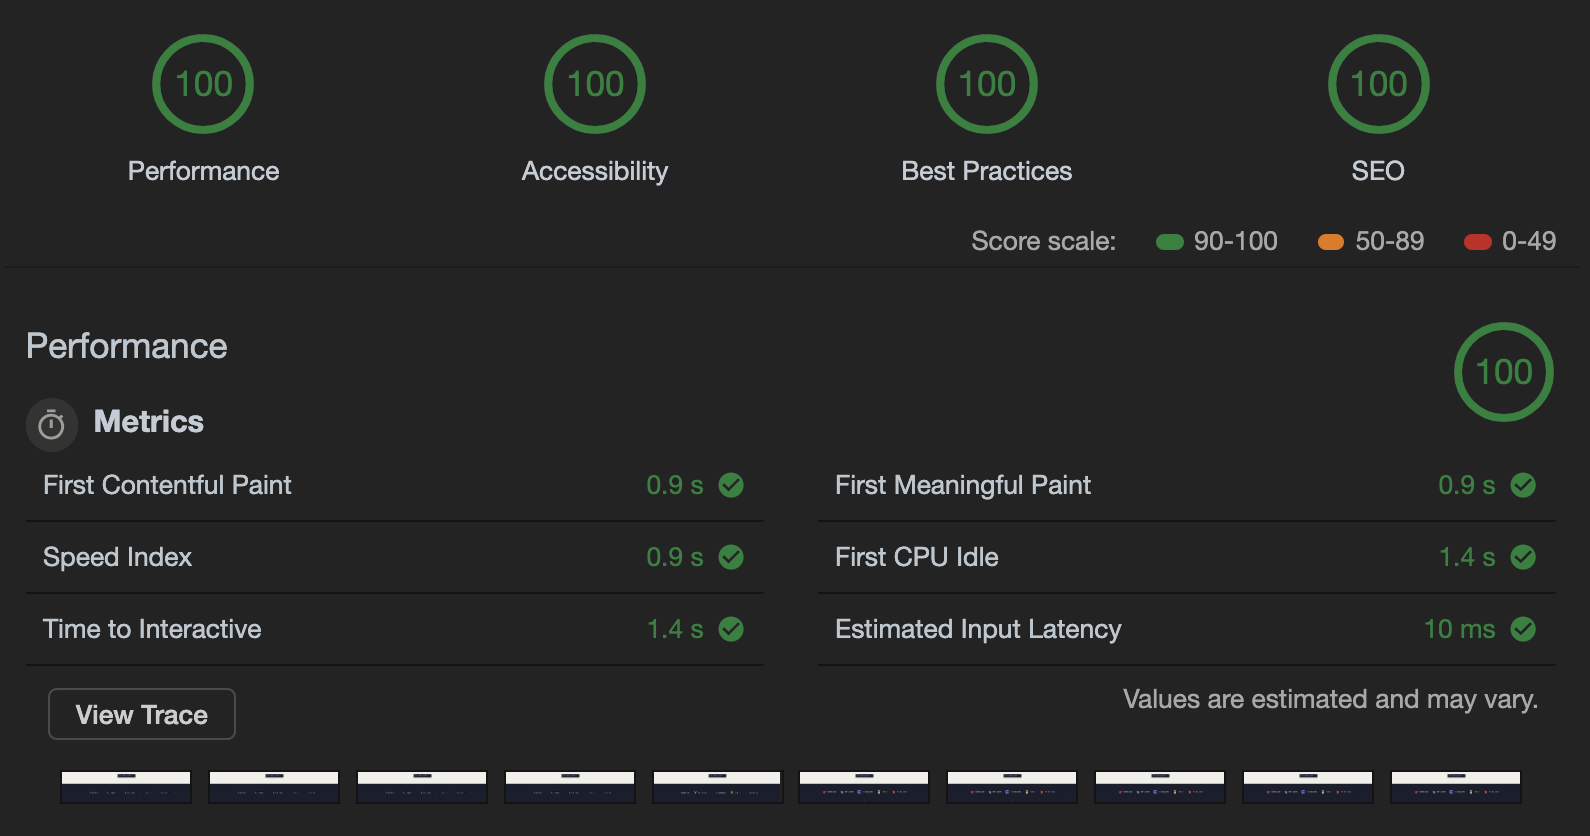 100 100 100 100
Performance Accessibility Best Practices SEO
Score scale: 90-100 50-89 0-49
Performance
100
Metrics
First Contentful Paint 0.9 s First Meaningful Paint 0.9 s
Speed Index 0.9 s First CPU Idle 1.4 s
Time to Interactive 1.4 s Estimated Input Latency 10 ms
View Trace
Values are estimated and may vary.